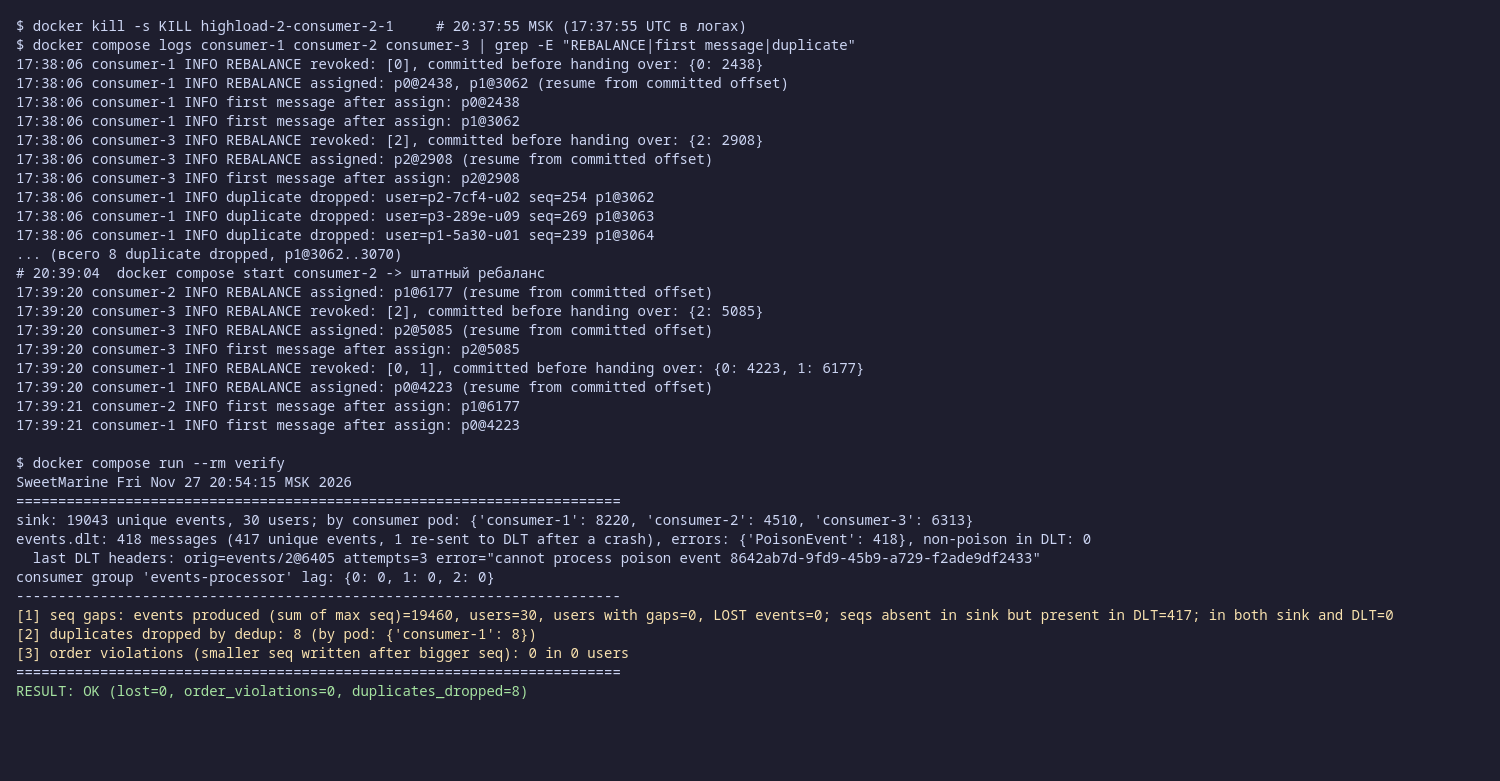 $ docker kill -s KILL highload-2-consumer-2-1     # 20:37:55 MSK (17:37:55 UTC в логах)
$ docker compose logs consumer-1 consumer-2 consumer-3 | grep -E "REBALANCE|first message|duplicate"
17:38:06 consumer-1 INFO REBALANCE revoked: [0], committed before handing over: {0: 2438}
17:38:06 consumer-1 INFO REBALANCE assigned: p0@2438, p1@3062 (resume from committed offset)
17:38:06 consumer-1 INFO first message after assign: p0@2438
17:38:06 consumer-1 INFO first message after assign: p1@3062
17:38:06 consumer-3 INFO REBALANCE revoked: [2], committed before handing over: {2: 2908}
17:38:06 consumer-3 INFO REBALANCE assigned: p2@2908 (resume from committed offset)
17:38:06 consumer-3 INFO first message after assign: p2@2908
17:38:06 consumer-1 INFO duplicate dropped: user=p2-7cf4-u02 seq=254 p1@3062
17:38:06 consumer-1 INFO duplicate dropped: user=p3-289e-u09 seq=269 p1@3063
17:38:06 consumer-1 INFO duplicate dropped: user=p1-5a30-u01 seq=239 p1@3064
... (всего 8 duplicate dropped, p1@3062..3070)
# 20:39:04  docker compose start consumer-2 -> штатный ребаланс
17:39:20 consumer-2 INFO REBALANCE assigned: p1@6177 (resume from committed offset)
17:39:20 consumer-3 INFO REBALANCE revoked: [2], committed before handing over: {2: 5085}
17:39:20 consumer-3 INFO REBALANCE assigned: p2@5085 (resume from committed offset)
17:39:20 consumer-3 INFO first message after assign: p2@5085
17:39:20 consumer-1 INFO REBALANCE revoked: [0, 1], committed before handing over: {0: 4223, 1: 6177}
17:39:20 consumer-1 INFO REBALANCE assigned: p0@4223 (resume from committed offset)
17:39:21 consumer-2 INFO first message after assign: p1@6177
17:39:21 consumer-1 INFO first message after assign: p0@4223
$ docker compose run --rm verify
SweetMarine Fri Nov 27 20:54:15 MSK 2026
========================================================================
sink: 19043 unique events, 30 users; by consumer pod: {'consumer-1': 8220, 'consumer-2': 4510, 'consumer-3': 6313}
events.dlt: 418 messages (417 unique events, 1 re-sent to DLT after a crash), errors: {'PoisonEvent': 418}, non-poison in DLT: 0
  last DLT headers: orig=events/2@6405 attempts=3 error="cannot process poison event 8642ab7d-9fd9-45b9-a729-f2ade9df2433"
consumer group 'events-processor' lag: {0: 0, 1: 0, 2: 0}
------------------------------------------------------------------------
[1] seq gaps: events produced (sum of max seq)=19460, users=30, users with gaps=0, LOST events=0; seqs absent in sink but present in DLT=417; in both sink and DLT=0
[2] duplicates dropped by dedup: 8 (by pod: {'consumer-1': 8})
[3] order violations (smaller seq written after bigger seq): 0 in 0 users
========================================================================
RESULT: OK (lost=0, order_violations=0, duplicates_dropped=8)